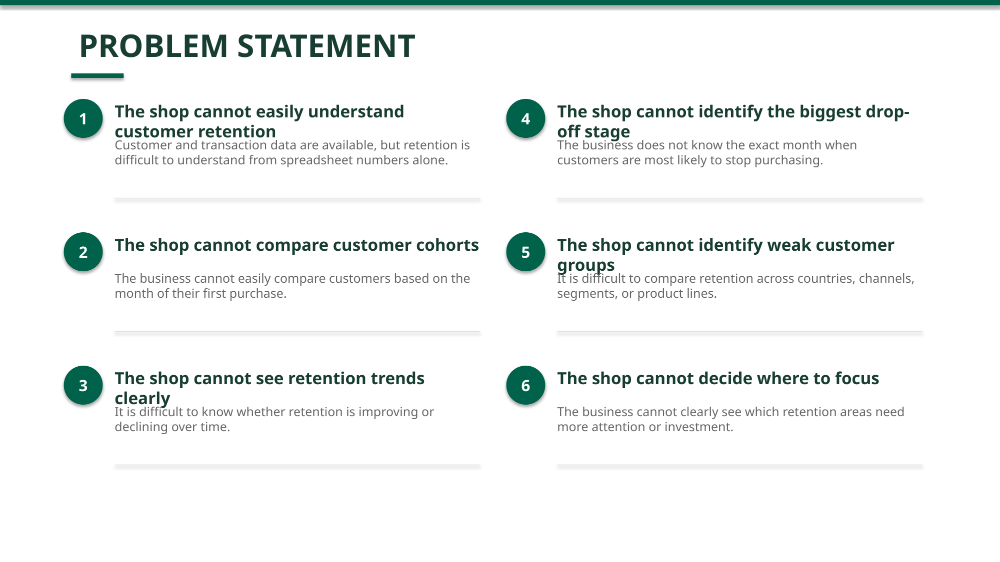 PROBLEM STATEMENT
1
The shop cannot easily understand
customer retention
Customer and transaction data are available, but retention is
difficult to understand from spreadsheet numbers alone.
2
The shop cannot compare customer cohorts
The business cannot easily compare customers based on the
month of their first purchase.
3
The shop cannot see retention trends
clearly
It is difficult to know whether retention is improving or
declining over time.
4
The shop cannot identify the biggest drop-
off stage
The business does not know the exact month when
customers are most likely to stop purchasing.
5
The shop cannot identify weak customer
groups
It is difficult to compare retention across countries, channels,
segments, or product lines.
6
The shop cannot decide where to focus
The business cannot clearly see which retention areas need
more attention or investment.